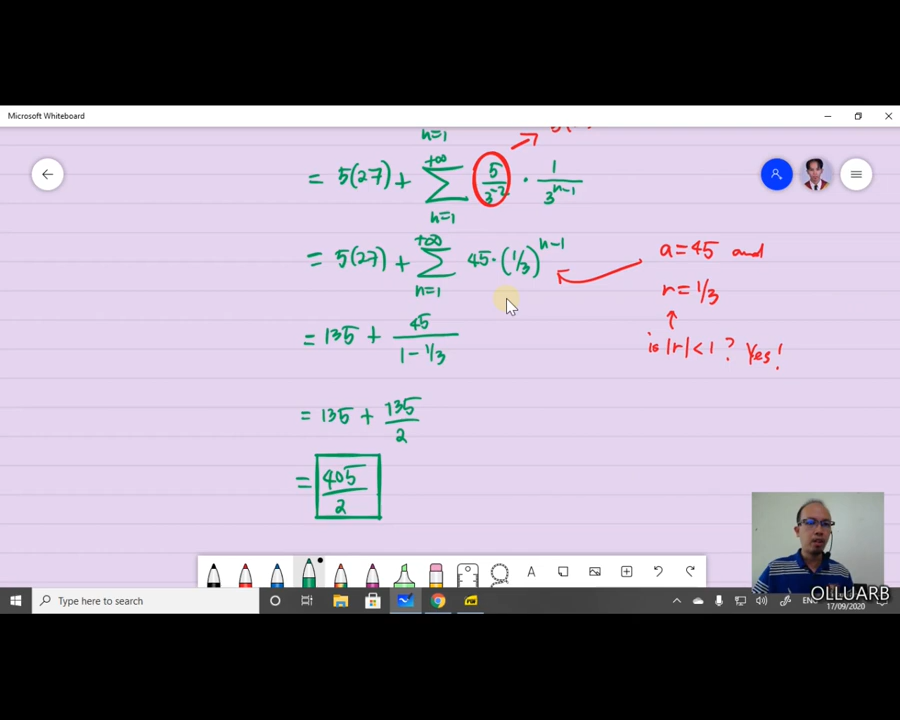 Microsoft Whiteboard
n=1
= 5(27) + +∞ ∑ n=1 5/3⁻² · 1/3ⁿ⁻¹
= 5(27) + +∞ ∑ n=1 45·(1/3)ⁿ⁻¹
a=45 and
r=1/3
is |r|<1? Yes!
= 135 + 45/(1-1/3)
= 135 + 135/2
= 405/2
Type here to search
OLLUARB
17/09/2020